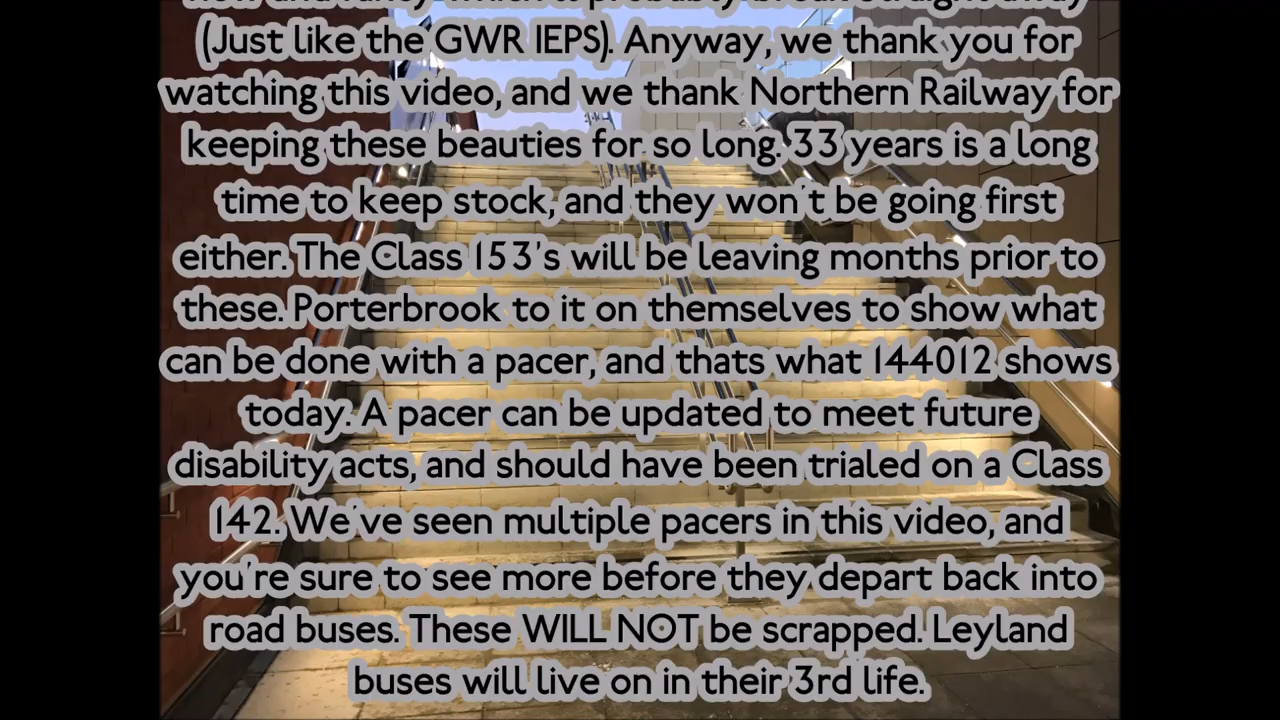 and fancy probably break straight away
(Just like the GWR IEPS). Anyway, we thank you for
watching this video, and we thank Northern Railway for
keeping these beauties for so long. 33 years is a long
time to keep stock, and they won't be going first
either. The Class 153's will be leaving months prior to
these. Porterbrook to it on themselves to show what
can be done with a pacer, and thats what 144012 shows
today. A pacer can be updated to meet future
disability acts, and should have been trialed on a Class
142. We've seen multiple pacers in this video, and
you're sure to see more before they depart back into
road buses. These WILL NOT be scrapped. Leyland
buses will live on in their 3rd life.